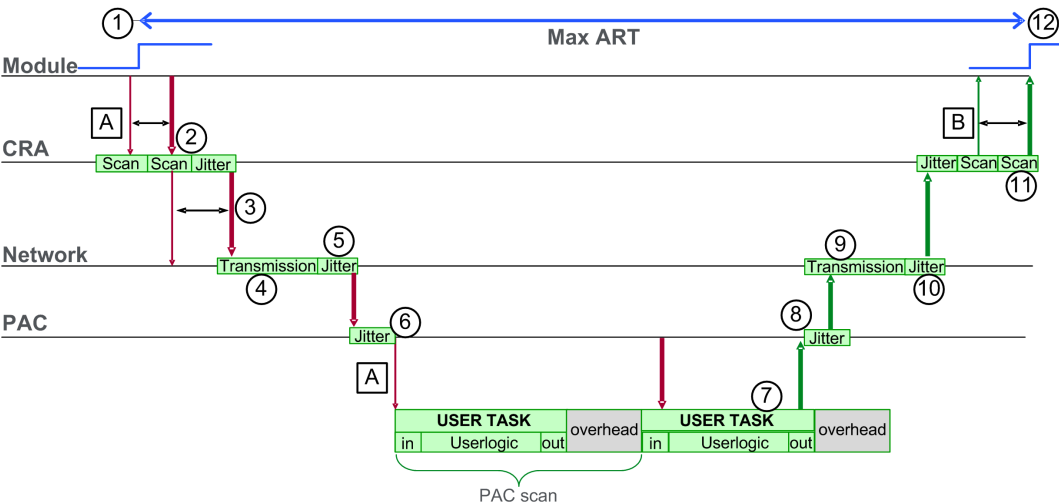 1
12
Max ART
Module
A
B
2
CRA
Scan
Scan
Jitter
Jitter
Scan
Scan
11
3
5
9
Network
Transmission
Jitter
Transmission
Jitter
4
10
6
8
PAC
Jitter
Jitter
A
7
USER TASK
USER TASK
in
Userlogic
out
overhead
in
Userlogic
out
overhead
PAC scan